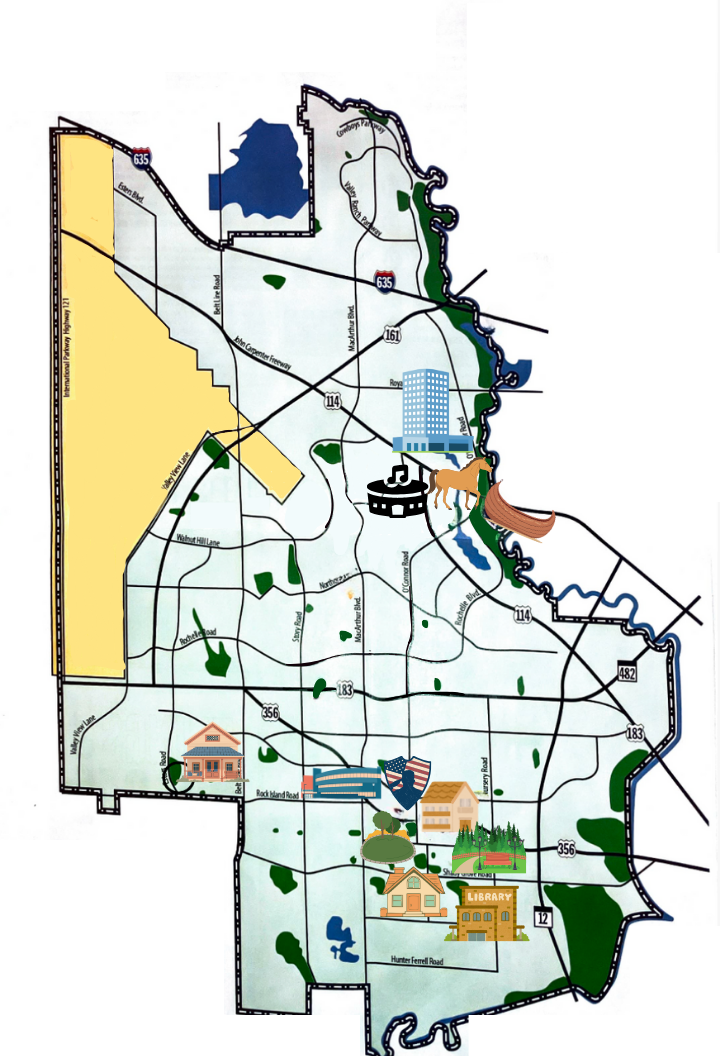 Cowboys Parkway
635
Esters Blvd.
Valley Ranch Parkway
635
Belt Line Road
International Parkway Highway 121
MacArthur Blvd.
161
John Carpenter Freeway
114
Valley View Lane
Road
Walnut Hill Lane
O'Connor Road
Rochelle Blvd
Story Road
MacArthur Blvd.
114
Rochelle Road
482
183
356
183
Valley View Lane
Road
Belt
Rock Island Road
Nursery Road
356
Shady Grove Road
LIBRARY
12
Hunter Ferrell Road